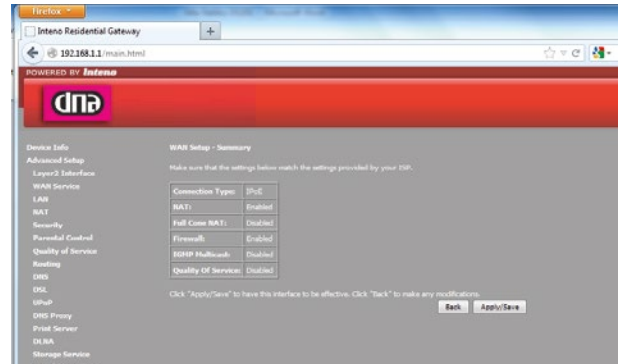 Firefox
Inteno Residential Gateway
192.168.1.1/main.html
POWERED BY Inteno
dna
Device Info
Advanced Setup
Layer2 Interface
WAN Service
LAN
NAT
Security
Parental Control
Quality of Service
Routing
DNS
DSL
UPnP
DNS Proxy
Print Server
DLNA
Storage Service
WAN Setup - Summary
Make sure that the settings below match the settings provided by your ISP.
Connection Type: IPoE
NAT: Enabled
Full Cone NAT: Disabled
Firewall: Enabled
IGMP Multicast: Disabled
Quality Of Service: Disabled
Click "Apply/Save" to have this interface to be effective. Click "Back" to make any modifications.
Back Apply/Save